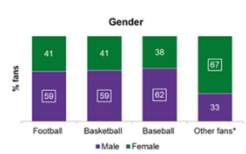 Gender
% fans
41 41 38 67
59 59 62 33
Football Basketball Baseball Other fans*
Male Female